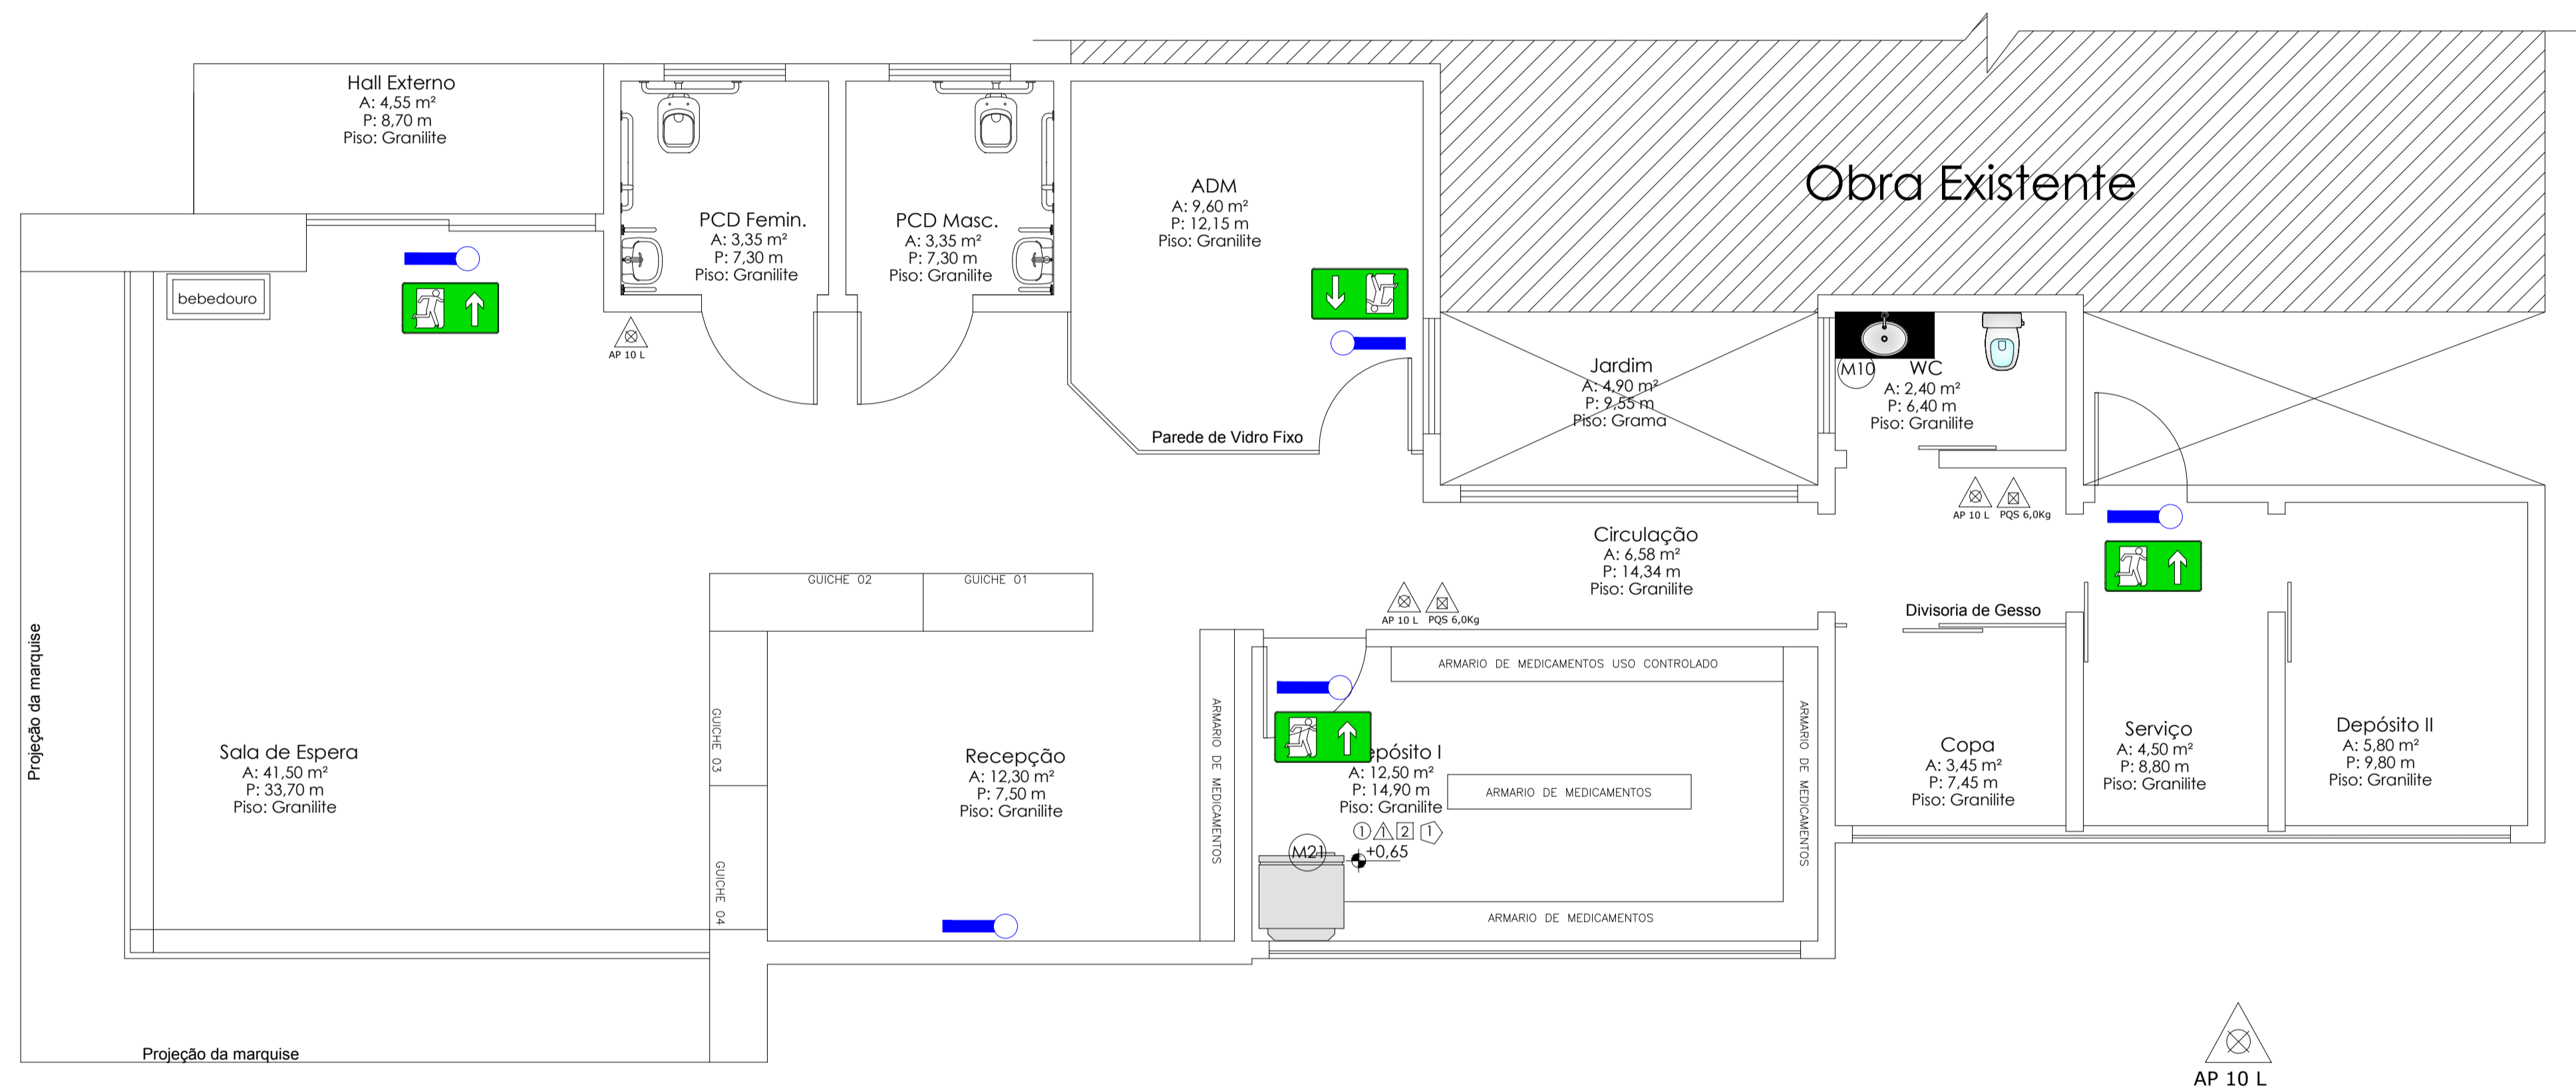 Hall Externo
A: 4,55 m²
P: 8,70 m
Piso: Granilite
PCD Femin.
A: 3,35 m²
P: 7,30 m
Piso: Granilite
PCD Masc.
A: 3,35 m²
P: 7,30 m
Piso: Granilite
ADM
A: 9,60 m²
P: 12,15 m
Piso: Granilite
Obra Existente
bebedouro
AP 10 L
Parede de Vidro Fixo
Jardim
A: 4,90 m²
P: 9,55 m
Piso: Grama
M10
WC
A: 2,40 m²
P: 6,40 m
Piso: Granilite
AP 10 L
PQS 6,0Kg
Circulação
A: 6,58 m²
P: 14,34 m
Piso: Granilite
AP 10 L
PQS 6,0Kg
Divisoria de Gesso
GUICHE 02
GUICHE 01
GUICHE 03
GUICHE 04
Projeção da marquise
Sala de Espera
A: 41,50 m²
P: 33,70 m
Piso: Granilite
Recepção
A: 12,30 m²
P: 7,50 m
Piso: Granilite
ARMARIO DE MEDICAMENTOS
ARMARIO DE MEDICAMENTOS USO CONTROLADO
epósito I
A: 12,50 m²
P: 14,90 m
Piso: Granilite
1 1 2 1
+0,65
M21
ARMARIO DE MEDICAMENTOS
ARMARIO DE MEDICAMENTOS
ARMARIO DE MEDICAMENTOS
Copa
A: 3,45 m²
P: 7,45 m
Piso: Granilite
Serviço
A: 4,50 m²
P: 8,80 m
Piso: Granilite
Depósito II
A: 5,80 m²
P: 9,80 m
Piso: Granilite
Projeção da marquise
AP 10 L